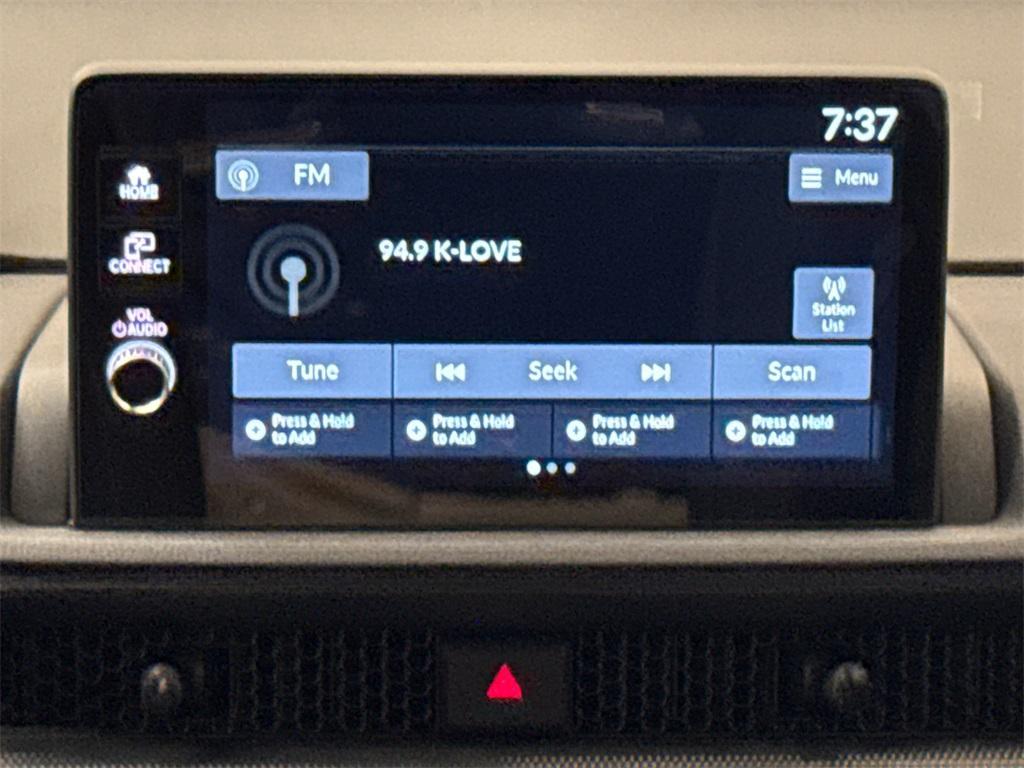 7:37
HOME
FM
Menu
CONNECT
94.9 K-LOVE
Station
List
VOL
AUDIO
Tune
Seek
Scan
Press & Hold
to Add
Press & Hold
to Add
Press & Hold
to Add
Press & Hold
to Add